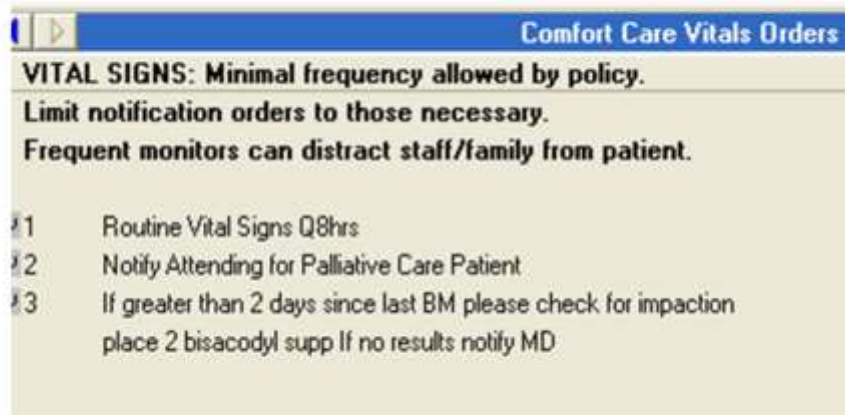 Comfort Care Vitals Orders
VITAL SIGNS: Minimal frequency allowed by policy.
Limit notification orders to those necessary.
Frequent monitors can distract staff/family from patient.
1 Routine Vital Signs Q8hrs
2 Notify Attending for Palliative Care Patient
3 If greater than 2 days since last BM please check for impaction
place 2 bisacodyl supp If no results notify MD